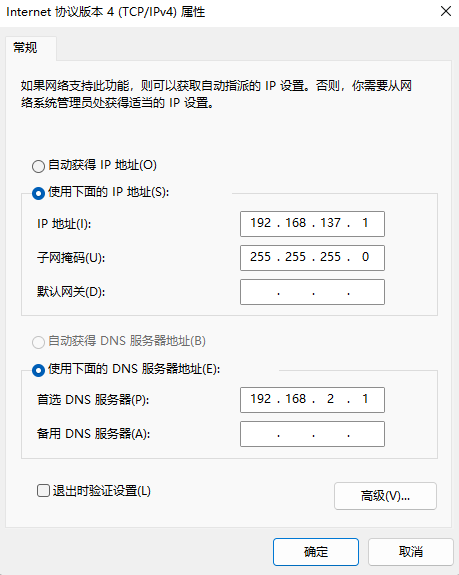 Internet 协议版本 4 (TCP/IPv4) 属性
常规
如果网络支持此功能，则可以获取自动指派的 IP 设置。否则，你需要从网
络系统管理员处获得适当的 IP 设置。
自动获得 IP 地址(O)
使用下面的 IP 地址(S):
IP 地址(I): 192 . 168 . 137 . 1
子网掩码(U): 255 . 255 . 255 . 0
默认网关(D): . . .
自动获得 DNS 服务器地址(B)
使用下面的 DNS 服务器地址(E):
首选 DNS 服务器(P): 192 . 168 . 2 . 1
备用 DNS 服务器(A): . . .
退出时验证设置(L)
高级(V)...
确定 取消